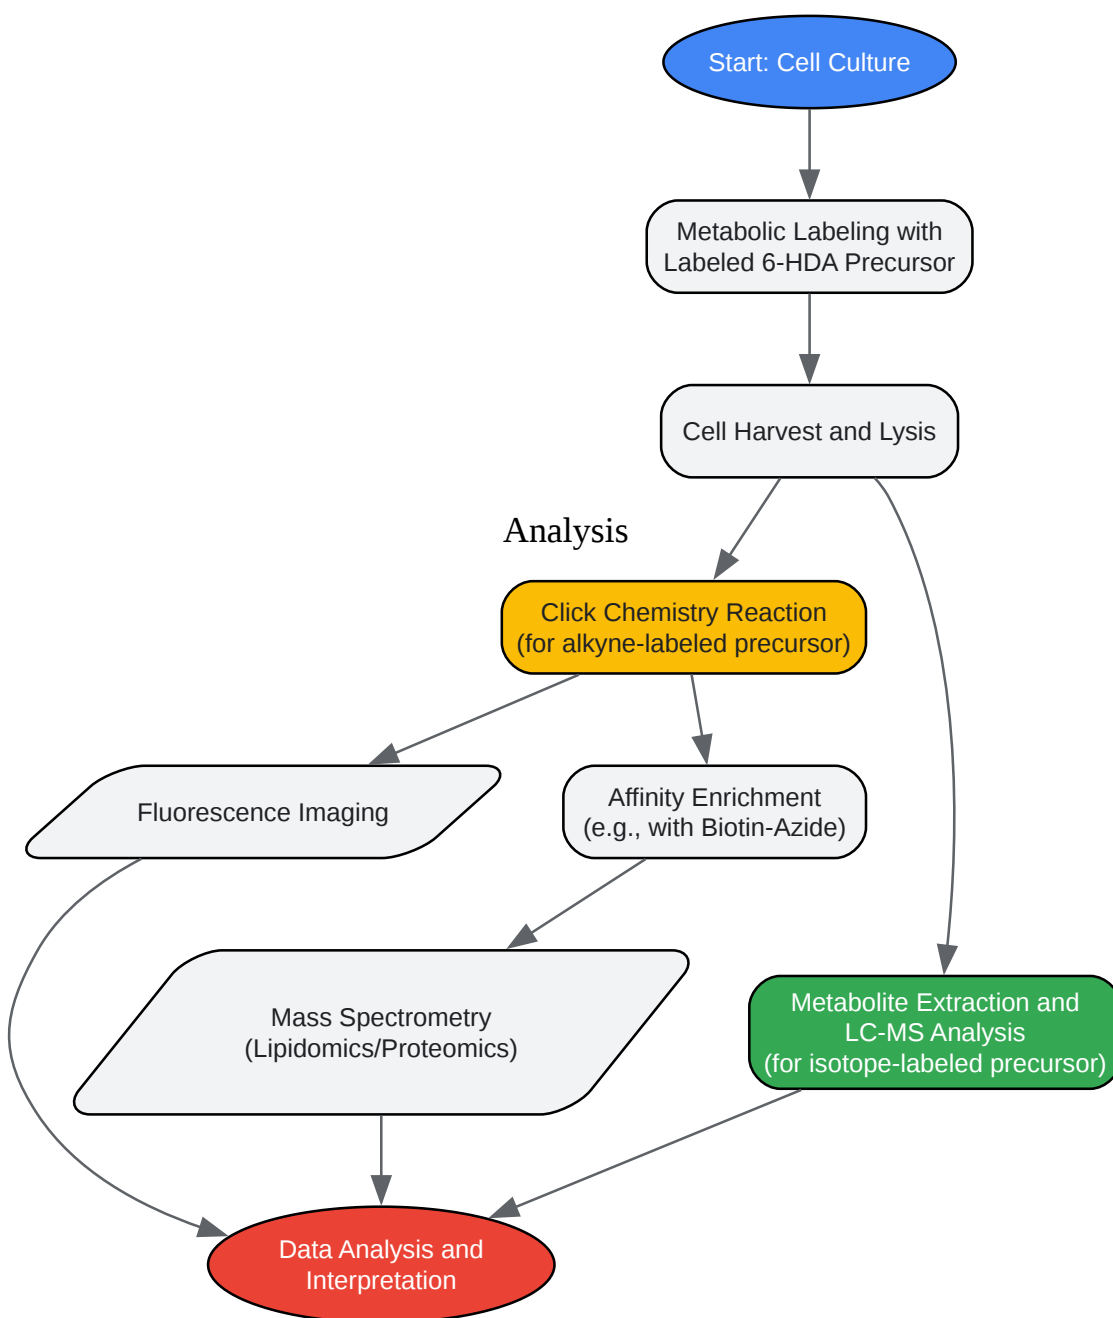 Start: Cell Culture
Metabolic Labeling with
Labeled 6-HDA Precursor
Cell Harvest and Lysis
Analysis
Click Chemistry Reaction
(for alkyne-labeled precursor)
Fluorescence Imaging
Affinity Enrichment
(e.g., with Biotin-Azide)
Mass Spectrometry
(Lipidomics/Proteomics)
Metabolite Extraction and
LC-MS Analysis
(for isotope-labeled precursor)
Data Analysis and
Interpretation